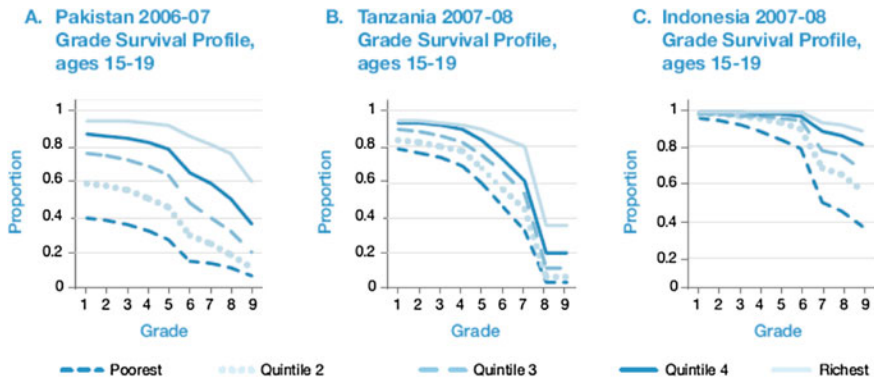 A. Pakistan 2006-07
Grade Survival Profile,
ages 15-19
Proportion
1
0.8
0.6
0.4
0.2
0
1 2 3 4 5 6 7 8 9
Grade
B. Tanzania 2007-08
Grade Survival Profile,
ages 15-19
Proportion
1
0.8
0.6
0.4
0.2
0
1 2 3 4 5 6 7 8 9
Grade
C. Indonesia 2007-08
Grade Survival Profile,
ages 15-19
Proportion
1
0.8
0.6
0.4
0.2
0
1 2 3 4 5 6 7 8 9
Grade
Poorest Quintile 2 Quintile 3 Quintile 4 Richest